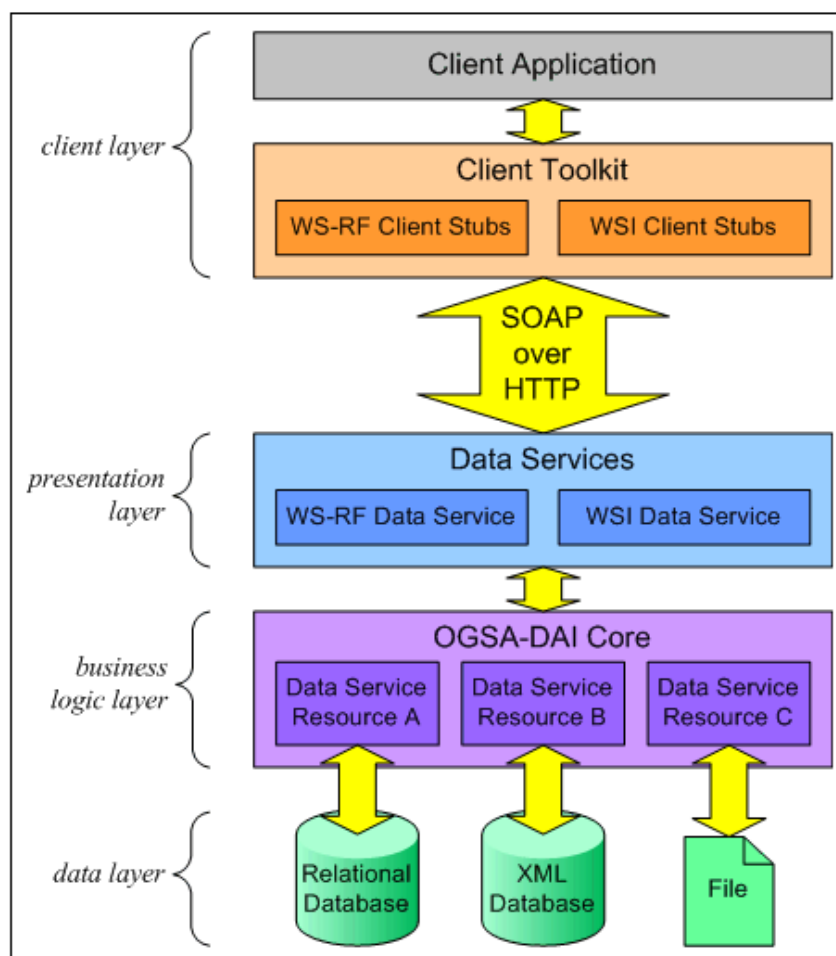 Client Application
client layer
Client Toolkit
WS-RF Client Stubs
WSI Client Stubs
SOAP
over
HTTP
presentation
layer
Data Services
WS-RF Data Service
WSI Data Service
business
logic layer
OGSA-DAI Core
Data Service
Resource A
Data Service
Resource B
Data Service
Resource C
data layer
Relational
Database
XML
Database
File